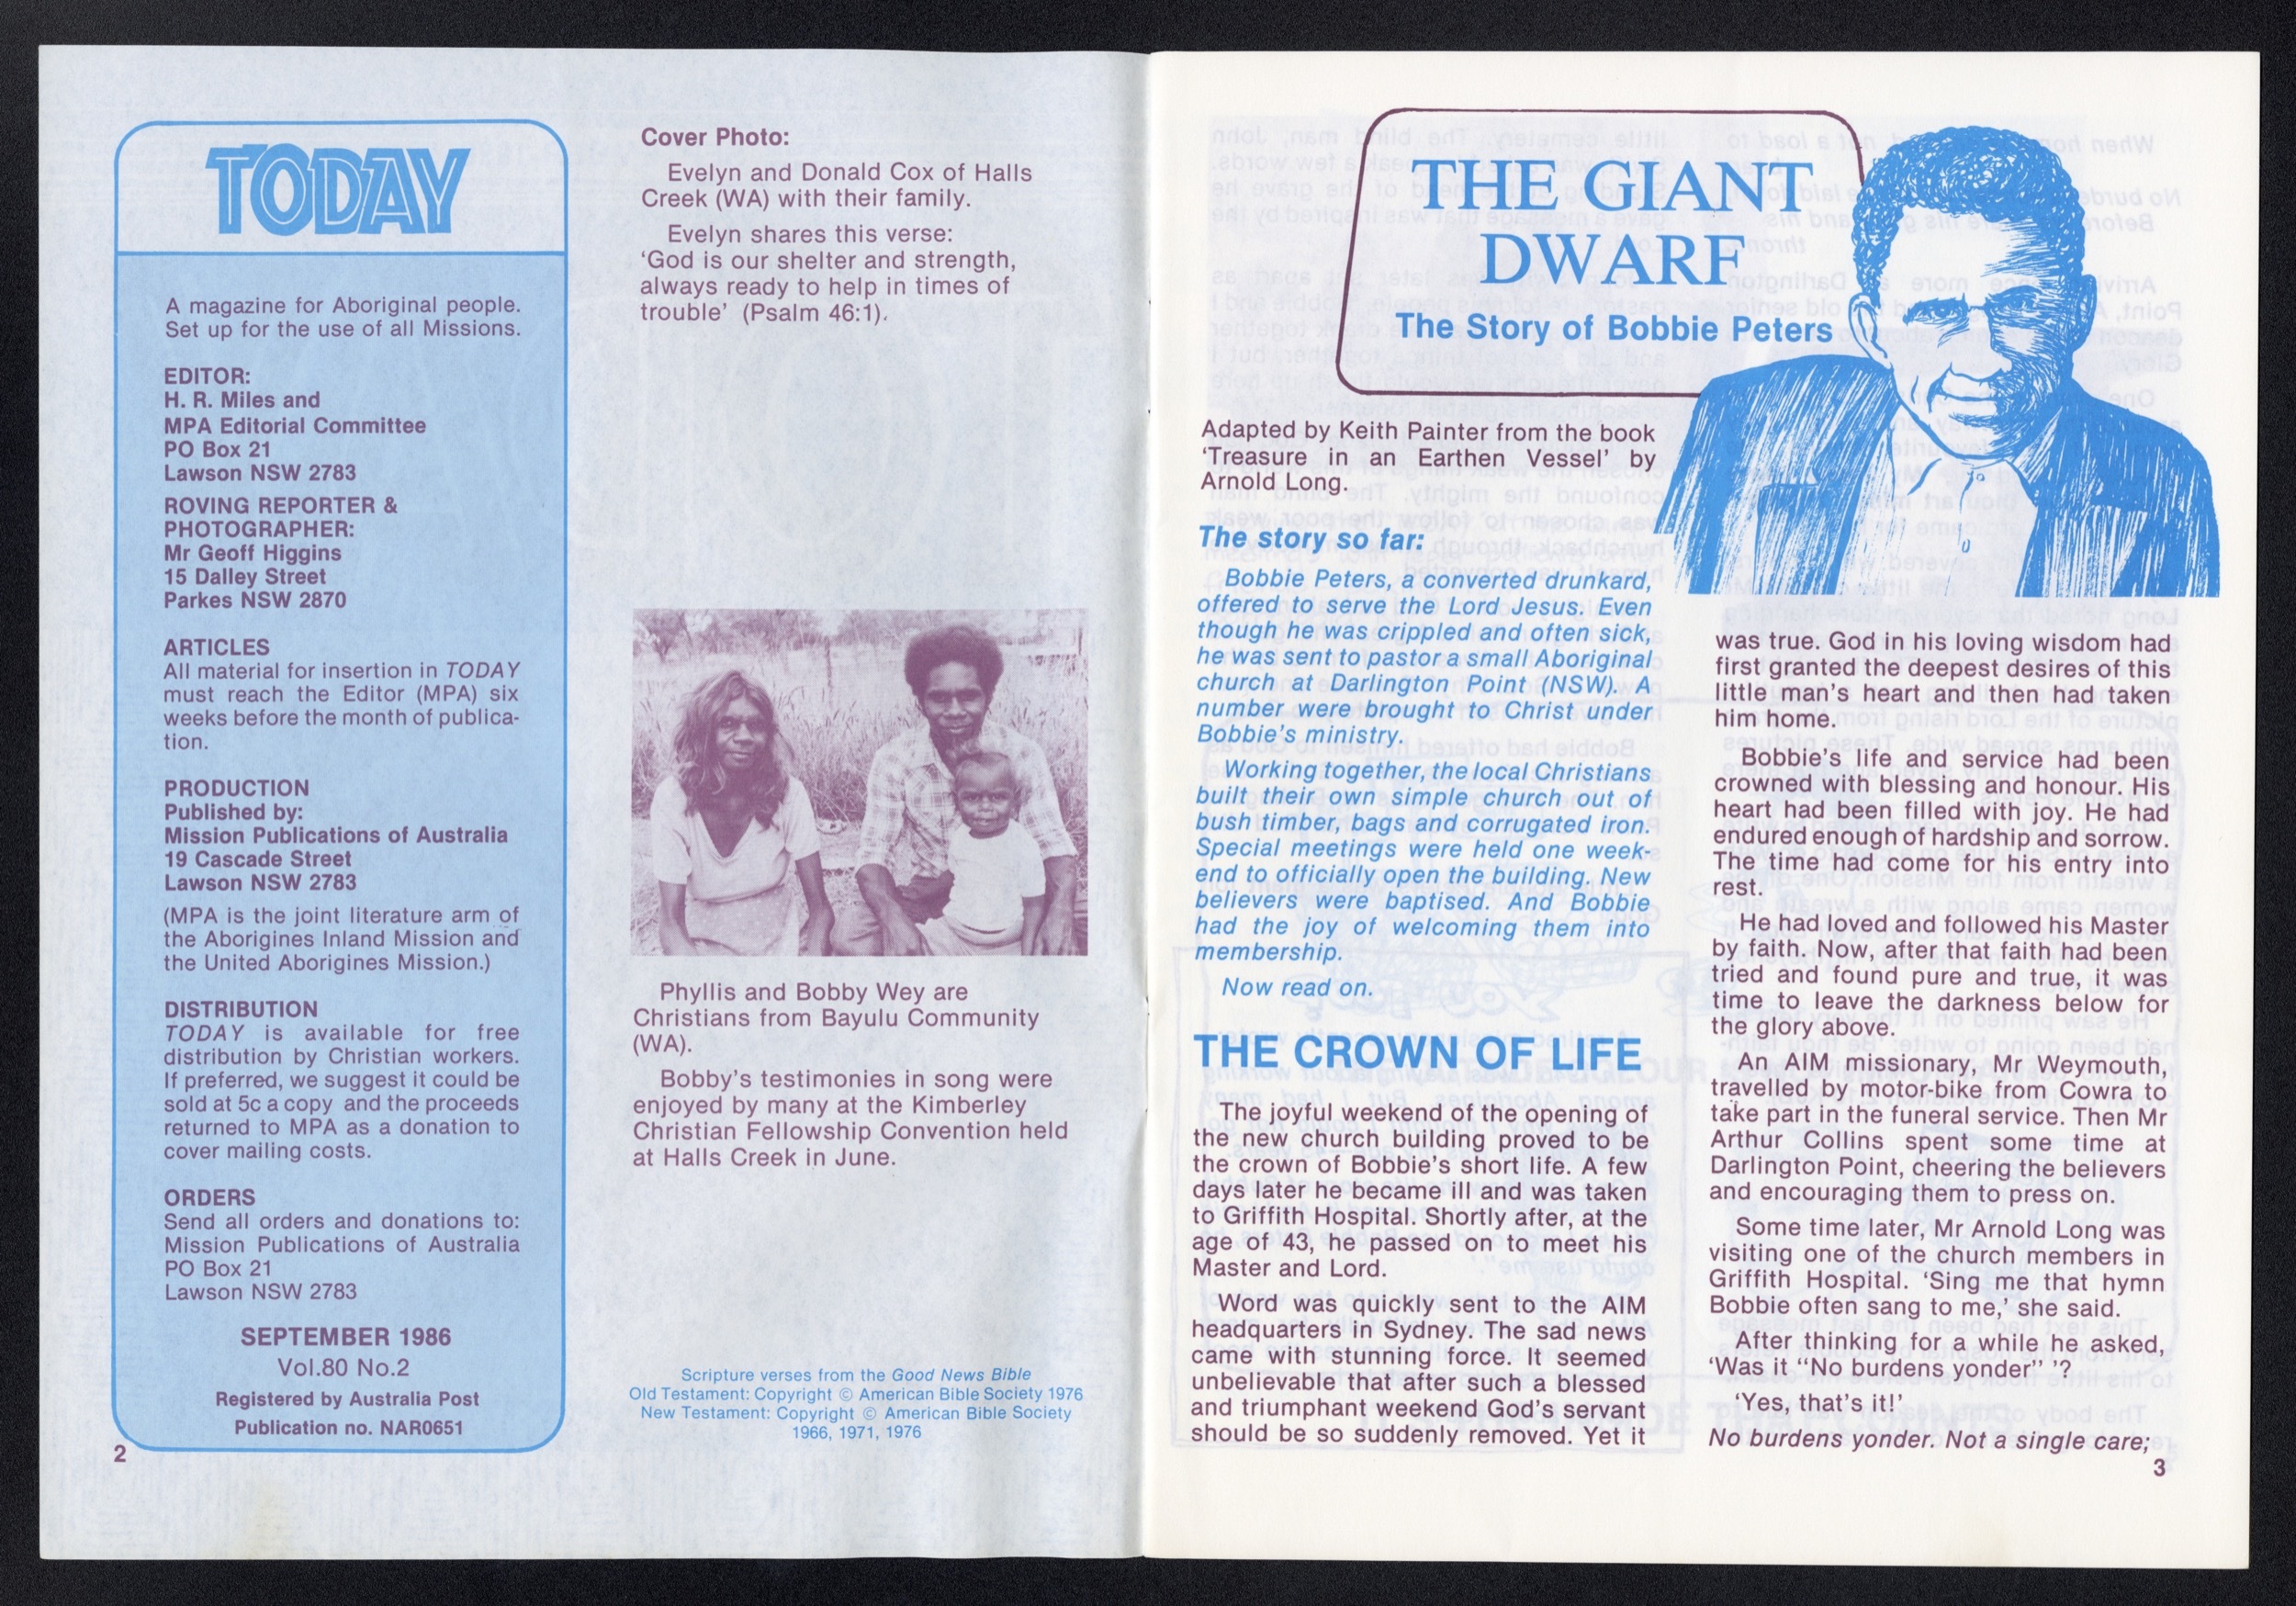 TODAY
A magazine for Aboriginal people.
Set up for the use of all Missions.
EDITOR:
H. R. Miles and
MPA Editorial Committee
PO Box 21
Lawson NSW 2783
ROVING REPORTER &
PHOTOGRAPHER:
Mr Geoff Higgins
15 Dalley Street
Parkes NSW 2870
ARTICLES
All material for insertion in TODAY
must reach the Editor (MPA) six
weeks before the month of publica-
tion.
PRODUCTION
Published by:
Mission Publications of Australia
19 Cascade Street
Lawson NSW 2783
(MPA is the joint literature arm of
the Aborigines Inland Mission and
the United Aborigines Mission.)
DISTRIBUTION
TODAY is available for free
distribution by Christian workers.
If preferred, we suggest it could be
sold at 5c a copy and the proceeds
returned to MPA as a donation to
cover mailing costs.
ORDERS
Send all orders and donations to:
Mission Publications of Australia
PO Box 21
Lawson NSW 2783
SEPTEMBER 1986
Vol.80 No.2
Registered by Australia Post
Publication no. NAR0651
2
Cover Photo:
Evelyn and Donald Cox of Halls
Creek (WA) with their family.
Evelyn shares this verse:
‘God is our shelter and strength,
always ready to help in times of
trouble’ (Psalm 46:1).
Phyllis and Bobby Wey are
Christians from Bayulu Community
(WA).
Bobby’s testimonies in song were
enjoyed by many at the Kimberley
Christian Fellowship Convention held
at Halls Creek in June.
Scripture verses from the Good News Bible
Old Testament: Copyright © American Bible Society 1976
New Testament: Copyright © American Bible Society
1966, 1971, 1976
THE GIANT
DWARF
The Story of Bobbie Peters
Adapted by Keith Painter from the book
‘Treasure in an Earthen Vessel’ by
Arnold Long.
The story so far:
Bobbie Peters, a converted drunkard,
offered to serve the Lord Jesus. Even
though he was crippled and often sick,
he was sent to pastor a small Aboriginal
church at Darlington Point (NSW). A
number were brought to Christ under
Bobbie’s ministry.
Working together, the local Christians
built their own simple church out of
bush timber, bags and corrugated iron.
Special meetings were held one week-
end to officially open the building. New
believers were baptised. And Bobbie
had the joy of welcoming them into
membership.
Now read on.
THE CROWN OF LIFE
The joyful weekend of the opening of
the new church building proved to be
the crown of Bobbie’s short life. A few
days later he became ill and was taken
to Griffith Hospital. Shortly after, at the
age of 43, he passed on to meet his
Master and Lord.
Word was quickly sent to the AIM
headquarters in Sydney. The sad news
came with stunning force. It seemed
unbelievable that after such a blessed
and triumphant weekend God’s servant
should be so suddenly removed. Yet it
was true. God in his loving wisdom had
first granted the deepest desires of this
little man’s heart and then had taken
him home.
Bobbie’s life and service had been
crowned with blessing and honour. His
heart had been filled with joy. He had
endured enough of hardship and sorrow.
The time had come for his entry into
rest.
He had loved and followed his Master
by faith. Now, after that faith had been
tried and found pure and true, it was
time to leave the darkness below for
the glory above.
An AIM missionary, Mr Weymouth,
travelled by motor-bike from Cowra to
take part in the funeral service. Then Mr
Arthur Collins spent some time at
Darlington Point, cheering the believers
and encouraging them to press on.
Some time later, Mr Arnold Long was
visiting one of the church members in
Griffith Hospital. ‘Sing me that hymn
Bobbie often sang to me,’ she said.
After thinking for a while he asked,
‘Was it “No burdens yonder” ’?
‘Yes, that’s it!’
No burdens yonder. Not a single care;
3